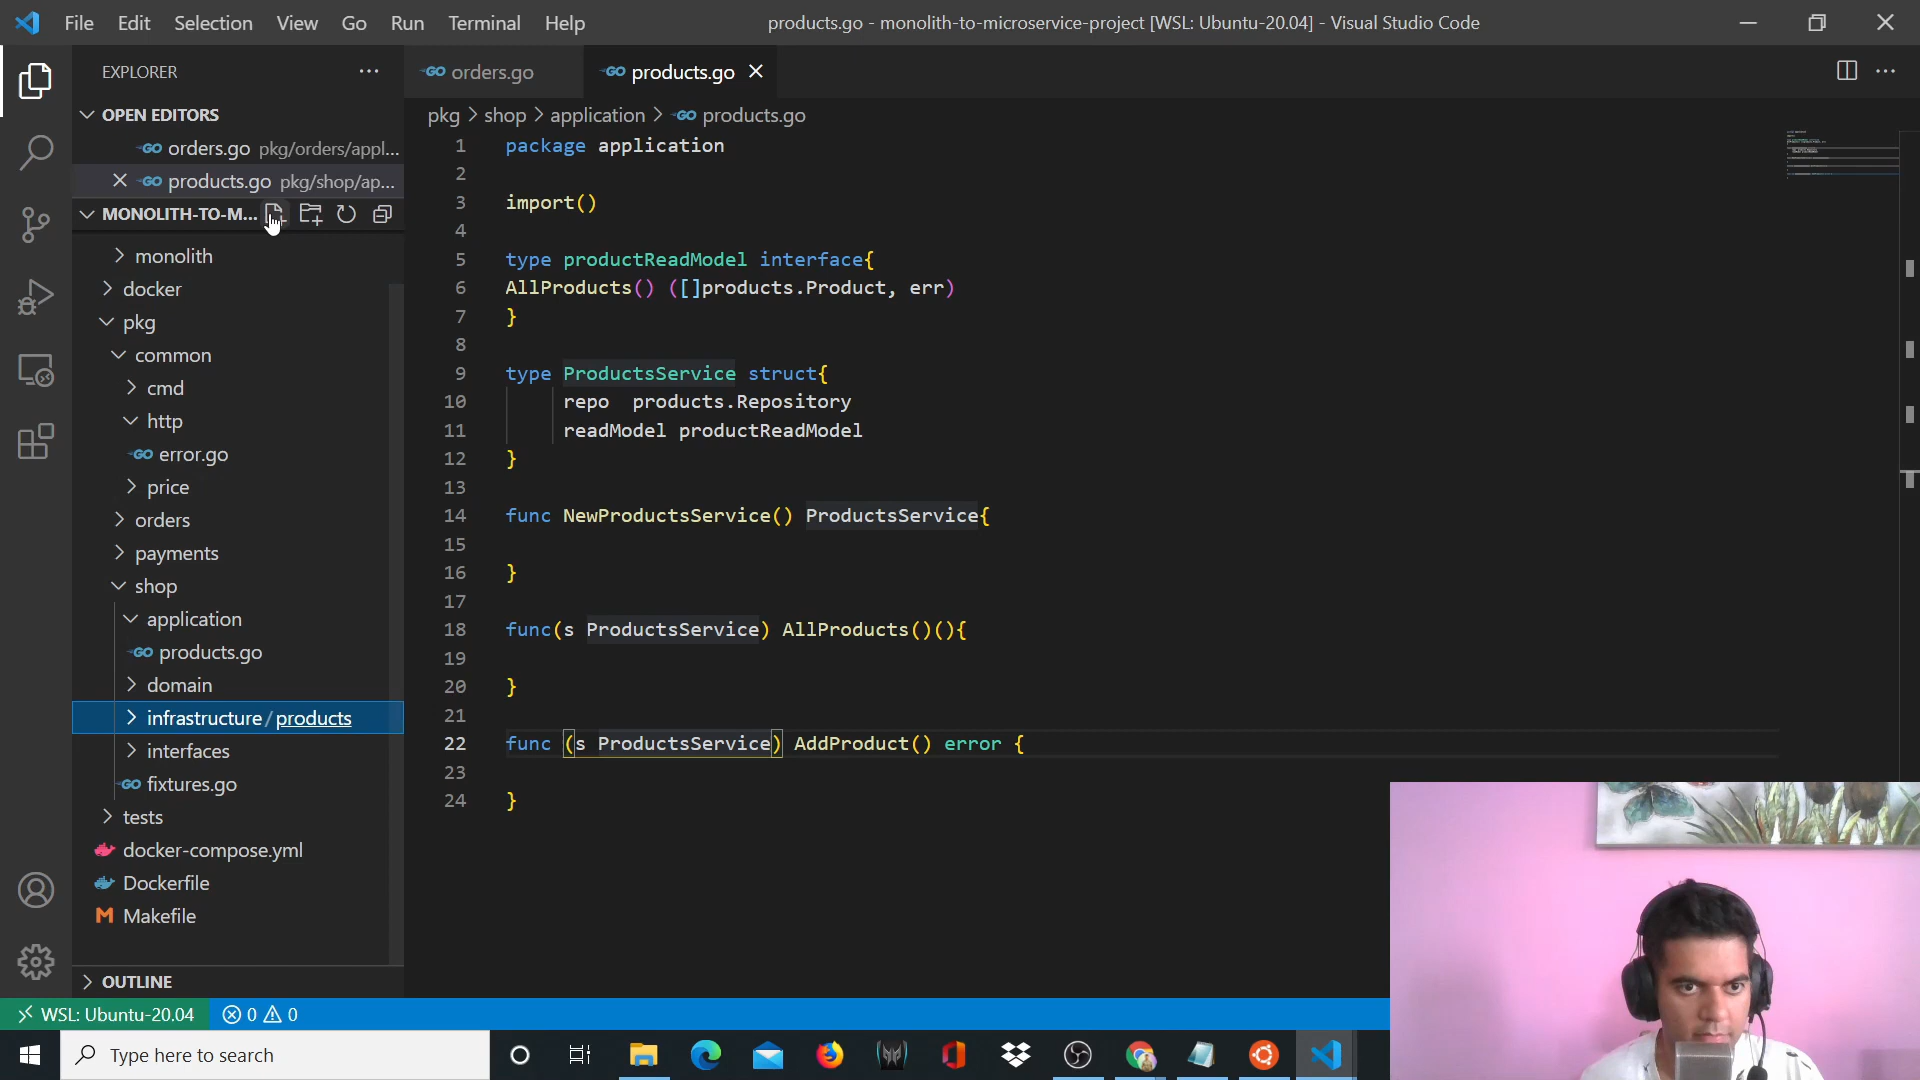 File Edit Selection View Go Run Terminal Help
products.go - monolith-to-microservice-project [WSL: Ubuntu-20.04] - Visual Studio Code
EXPLORER
OPEN EDITORS
orders.go pkg/orders/appl...
products.go pkg/shop/ap...
MONOLITH-TO-M...
monolith
docker
pkg
common
cmd
http
error.go
price
orders
payments
shop
application
products.go
domain
infrastructure / products
interfaces
fixtures.go
tests
docker-compose.yml
Dockerfile
M Makefile
OUTLINE
orders.go
products.go
pkg > shop > application > products.go
1 package application
2
3 import()
4
5 type productReadModel interface{
6 AllProducts() ([]products.Product, err)
7 }
8
9 type ProductsService struct{
10 repo products.Repository
11 readModel productReadModel
12 }
13
14 func NewProductsService() ProductsService{
15
16 }
17
18 func(s ProductsService) AllProducts()(){
19
20 }
21
22 func (s ProductsService) AddProduct() error {
23
24 }
WSL: Ubuntu-20.04 0 0
Type here to search